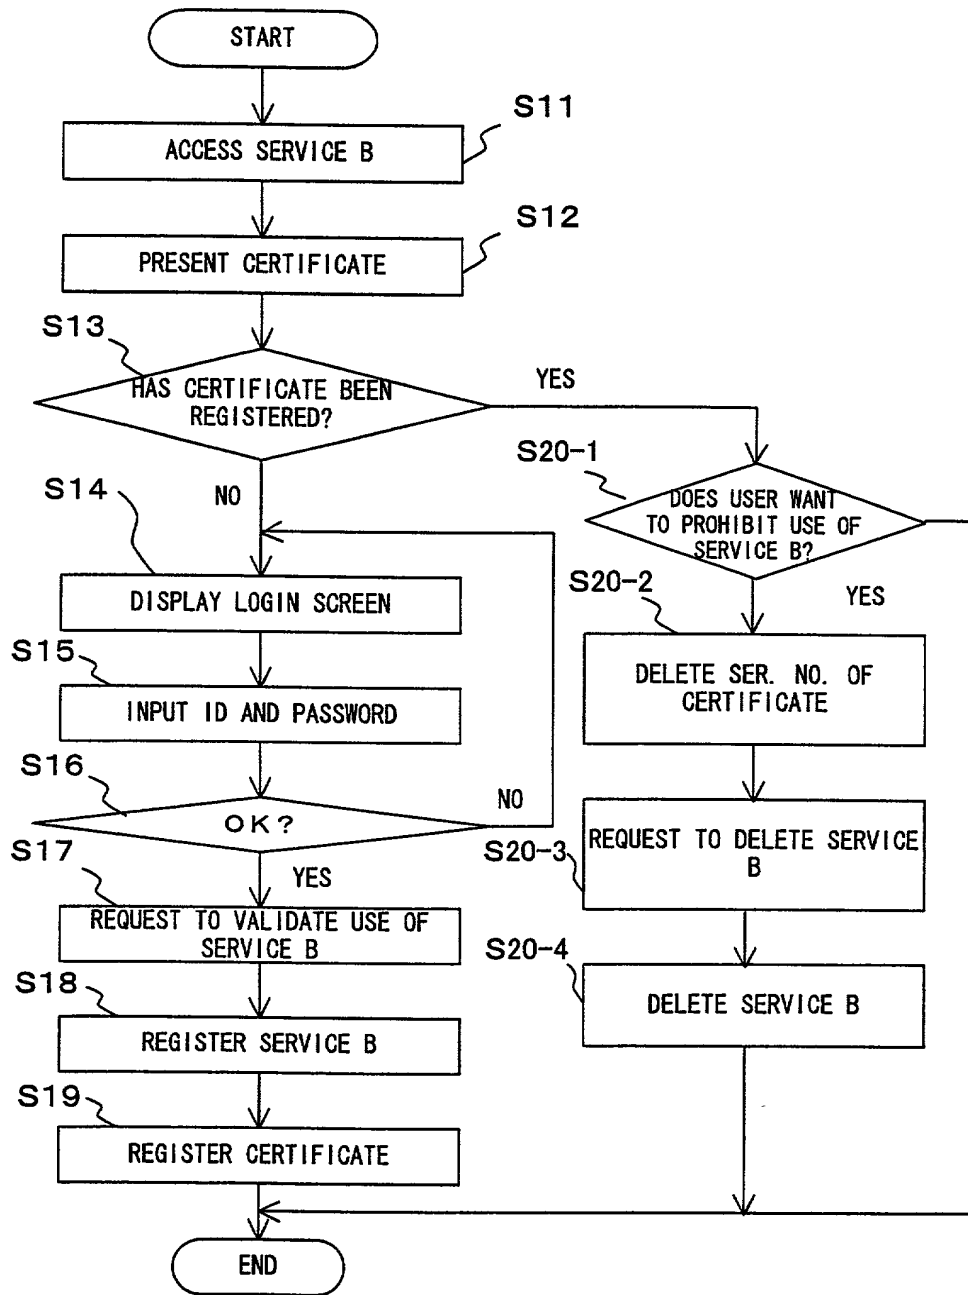 START
S11
ACCESS SERVICE B
S12
PRESENT CERTIFICATE
S13
HAS CERTIFICATE BEEN
REGISTERED?
YES
NO
S14
DISPLAY LOGIN SCREEN
S15
INPUT ID AND PASSWORD
S16
OK?
NO
YES
S17
REQUEST TO VALIDATE USE OF
SERVICE B
S18
REGISTER SERVICE B
S19
REGISTER CERTIFICATE
S20-1
DOES USER WANT
TO PROHIBIT USE OF
SERVICE B?
YES
S20-2
DELETE SER. NO. OF
CERTIFICATE
S20-3
REQUEST TO DELETE SERVICE
B
S20-4
DELETE SERVICE B
END